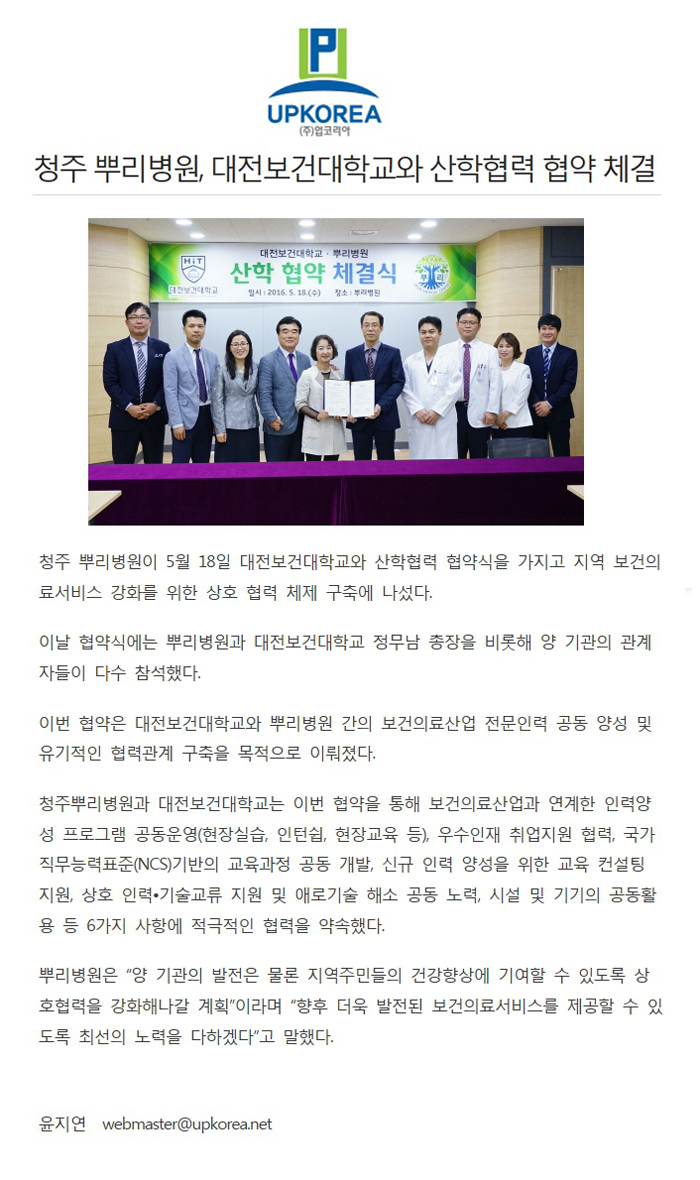 UPKOREA
(주)업코리아
청주 뿌리병원, 대전보건대학교와 산학협력 협약 체결
대전보건대학교 · 뿌리병원
산학 협약 체결식
일시 : 2016. 5. 18.(수) 장소 : 뿌리병원
HiT
대전보건대학교
뿌리
청주 뿌리병원이 5월 18일 대전보건대학교와 산학협력 협약식을 가지고 지역 보건의
료서비스 강화를 위한 상호 협력 체제 구축에 나섰다.
이날 협약식에는 뿌리병원과 대전보건대학교 정무남 총장을 비롯해 양 기관의 관계
자들이 다수 참석했다.
이번 협약은 대전보건대학교와 뿌리병원 간의 보건의료산업 전문인력 공동 양성 및
유기적인 협력관계 구축을 목적으로 이뤄졌다.
청주뿌리병원과 대전보건대학교는 이번 협약을 통해 보건의료산업과 연계한 인력양
성 프로그램 공동운영(현장실습, 인턴쉽, 현장교육 등), 우수인재 취업지원 협력, 국가
직무능력표준(NCS)기반의 교육과정 공동 개발, 신규 인력 양성을 위한 교육 컨설팅
지원, 상호 인력•기술교류 지원 및 애로기술 해소 공동 노력, 시설 및 기기의 공동활
용 등 6가지 사항에 적극적인 협력을 약속했다.
뿌리병원은 “양 기관의 발전은 물론 지역주민들의 건강향상에 기여할 수 있도록 상
호협력을 강화해나갈 계획”이라며 “향후 더욱 발전된 보건의료서비스를 제공할 수 있
도록 최선의 노력을 다하겠다”고 말했다.
윤지연 webmaster@upkorea.net